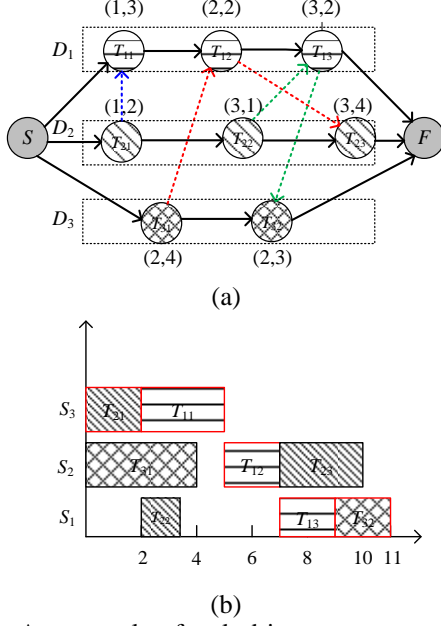 (1,3) (2,2) (3,2)
D1 T11 T12 T13
S D2 (1,2) (3,1) (3,4) F
T21 T22 T23
D3 T31 T32
(2,4) (2,3)
(a)
S3 T21 T11
S2 T31 T12 T23
S1 T22 T13 T32
2 4 6 8 10 11
(b)